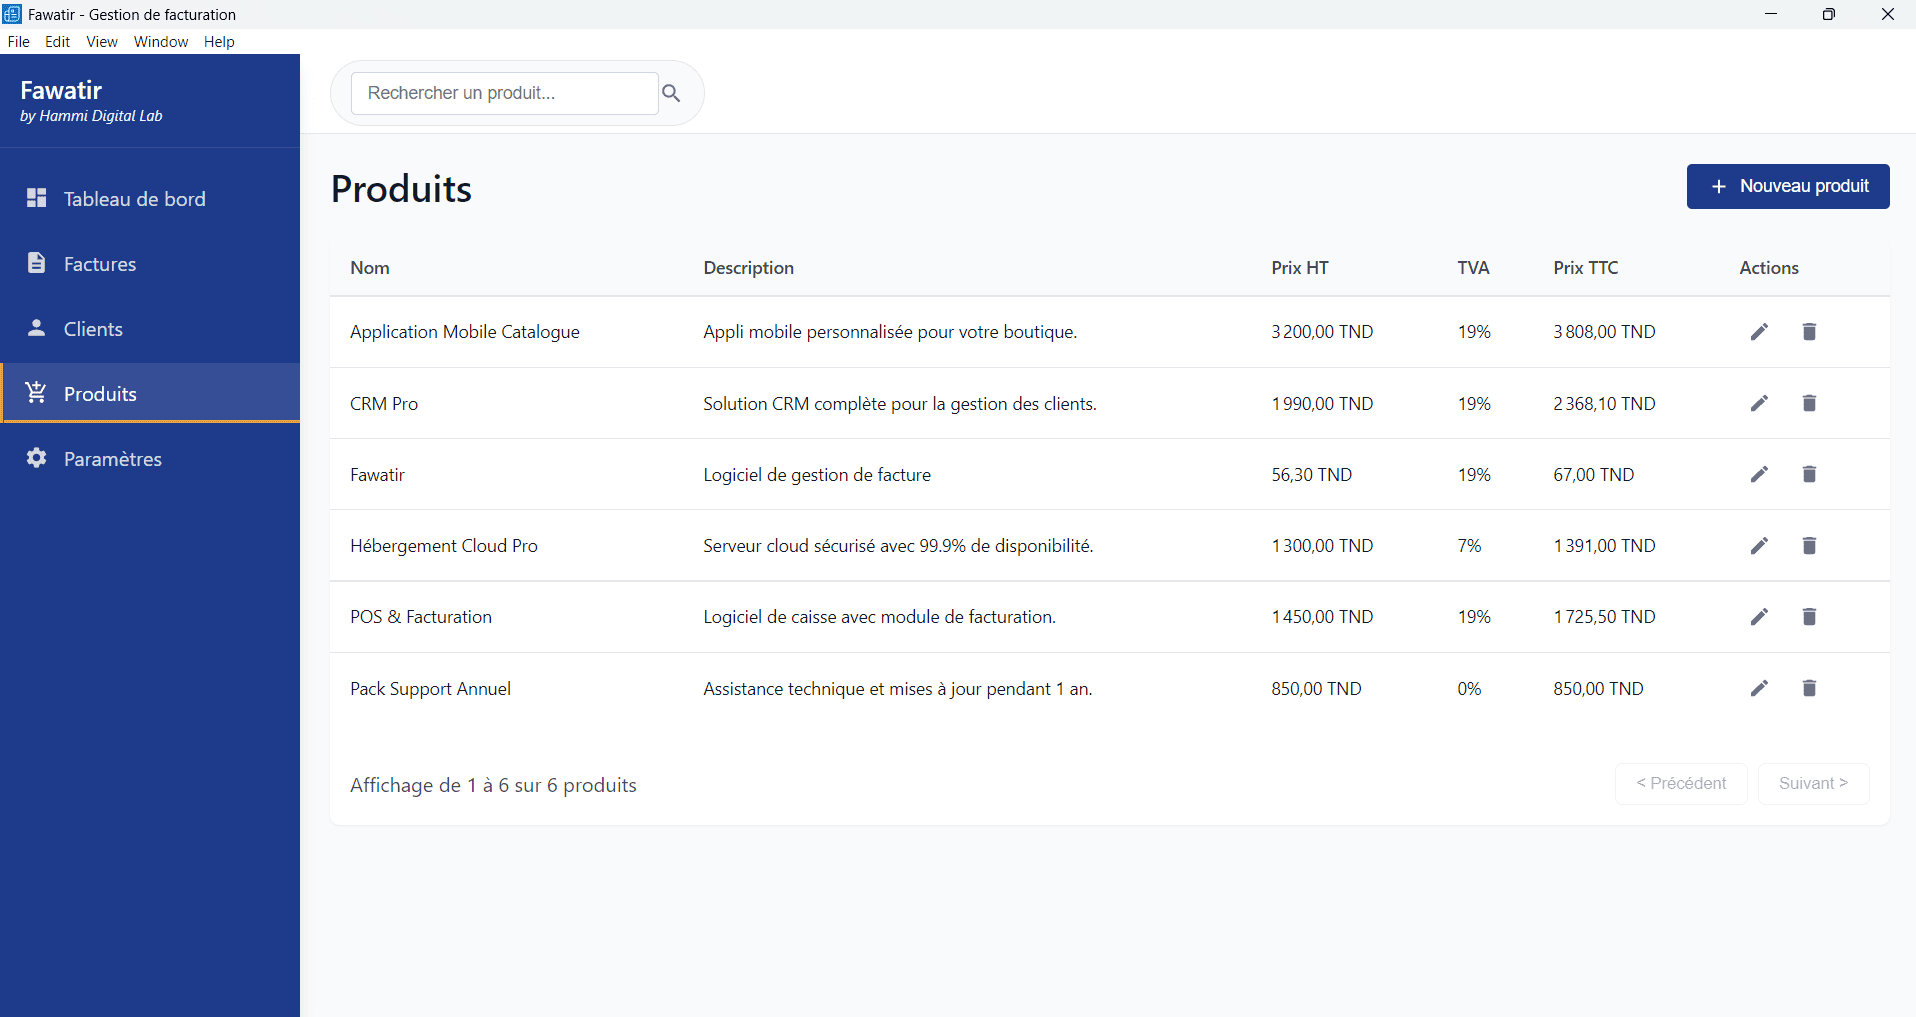 Fawatir - Gestion de facturation
File Edit View Window Help
Fawatir
by Hammi Digital Lab
Rechercher un produit...
Tableau de bord
Factures
Clients
Produits
Paramètres
Produits
+ Nouveau produit
Nom Description Prix HT TVA Prix TTC Actions
Application Mobile Catalogue Appli mobile personnalisée pour votre boutique. 3 200,00 TND 19% 3 808,00 TND
CRM Pro Solution CRM complète pour la gestion des clients. 1 990,00 TND 19% 2 368,10 TND
Fawatir Logiciel de gestion de facture 56,30 TND 19% 67,00 TND
Hébergement Cloud Pro Serveur cloud sécurisé avec 99.9% de disponibilité. 1 300,00 TND 7% 1 391,00 TND
POS & Facturation Logiciel de caisse avec module de facturation. 1 450,00 TND 19% 1 725,50 TND
Pack Support Annuel Assistance technique et mises à jour pendant 1 an. 850,00 TND 0% 850,00 TND
Affichage de 1 à 6 sur 6 produits
< Précédent Suivant >